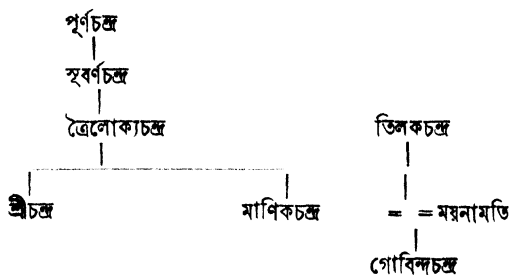 পূর্ণচন্দ্র
সুবর্ণচন্দ্র
ত্রৈলোক্যচন্দ্র তিলকচন্দ্র
শ্রীচন্দ্র মাণিকচন্দ্র = = ময়নামতি
গোবিন্দচন্দ্র